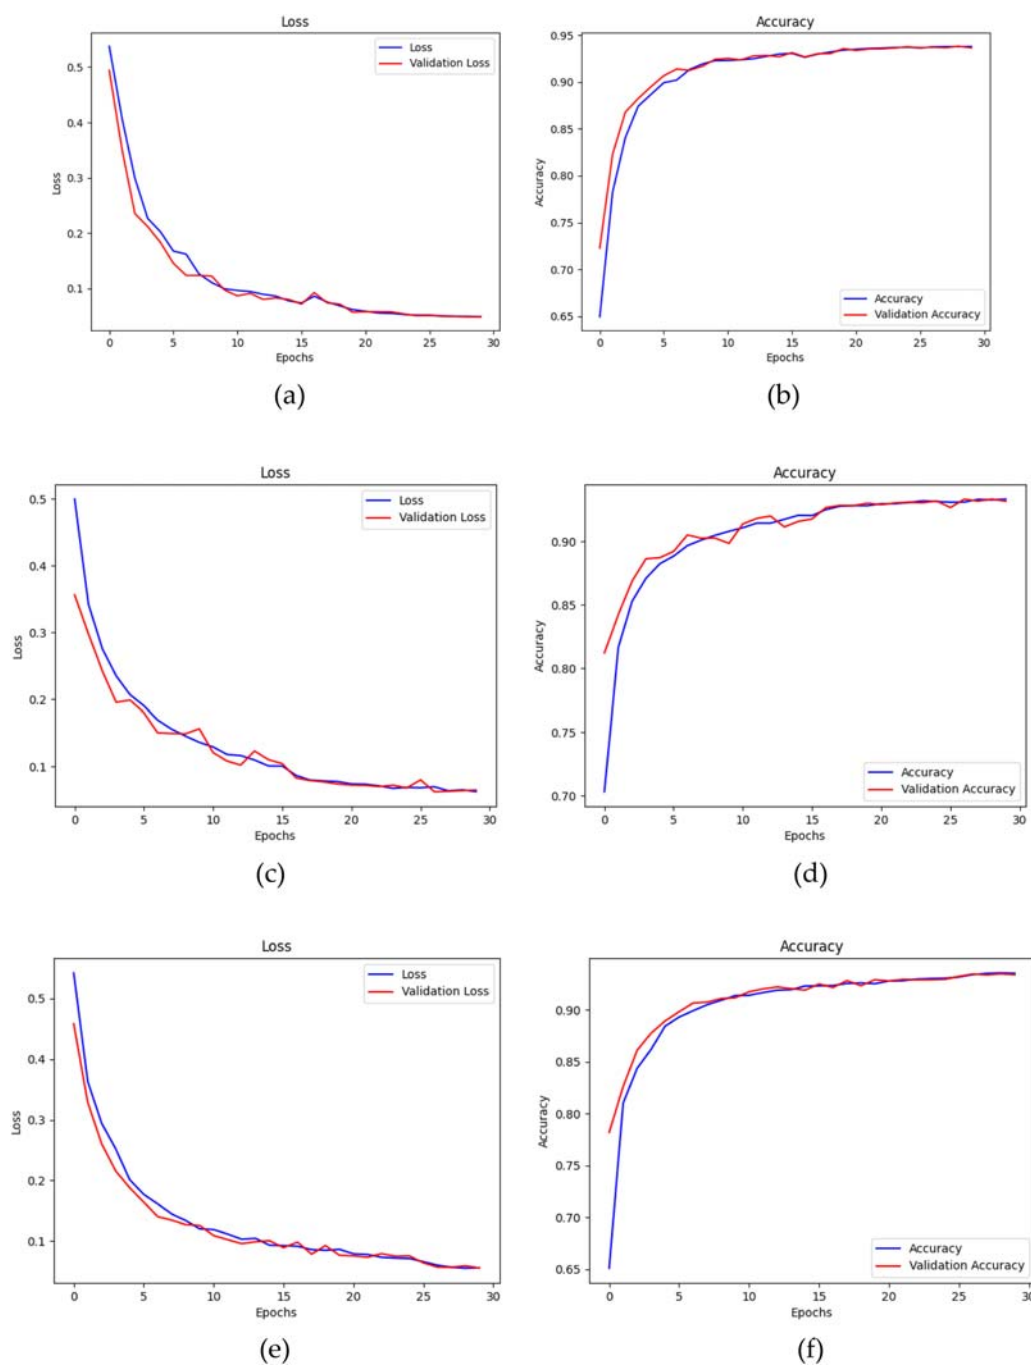 Loss
Loss
Validation Loss
0.5
0.4
0.3
0.2
0.1
Loss
0 5 10 15 20 25 30
Epochs
(a)
Accuracy
0.95
0.90
0.85
0.80
0.75
0.70
0.65
Accuracy
Accuracy
Validation Accuracy
0 5 10 15 20 25 30
Epochs
(b)
Loss
Loss
Validation Loss
0.5
0.4
0.3
0.2
0.1
Loss
0 5 10 15 20 25 30
Epochs
(c)
Accuracy
0.90
0.85
0.80
0.75
0.70
Accuracy
Accuracy
Validation Accuracy
0 5 10 15 20 25 30
Epochs
(d)
Loss
Loss
Validation Loss
0.5
0.4
0.3
0.2
0.1
Loss
0 5 10 15 20 25 30
Epochs
(e)
Accuracy
0.90
0.85
0.80
0.75
0.70
0.65
Accuracy
Accuracy
Validation Accuracy
0 5 10 15 20 25 30
Epochs
(f)